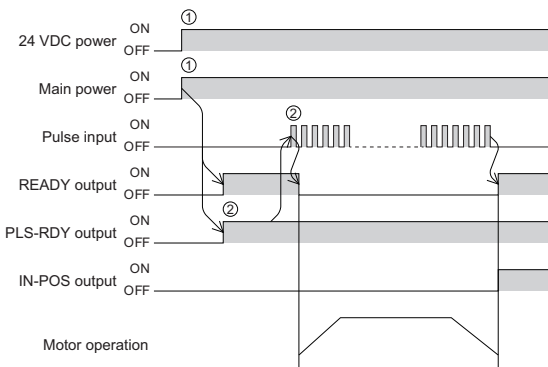 ①
24 VDC power ON
OFF
①
Main power ON
OFF
②
Pulse input ON
OFF
READY output ON
OFF
②
PLS-RDY output ON
OFF
IN-POS output ON
OFF
Motor operation